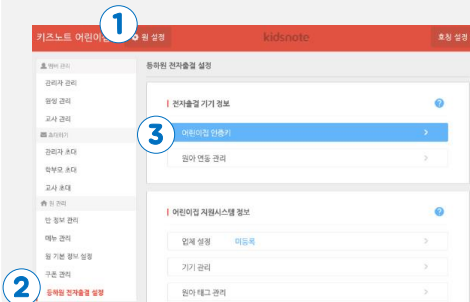 1
키즈노트 어린이
원 설정
kidsnote
호칭 설정
멤버 관리
관리자 관리
원생 관리
교사 관리
초대하기
관리자 초대
학부모 초대
교사 초대
원 관리
반 정보 관리
메뉴 관리
원 기본 정보 설정
쿠폰 관리
2
등하원 전자출결 설정
등하원 전자출결 설정
전자출결 기기 정보
?
3
어린이집 인증키
원아 연동 관리
어린이집 지원시스템 정보
?
업체 설정 미등록
기기 관리
원아 태그 관리